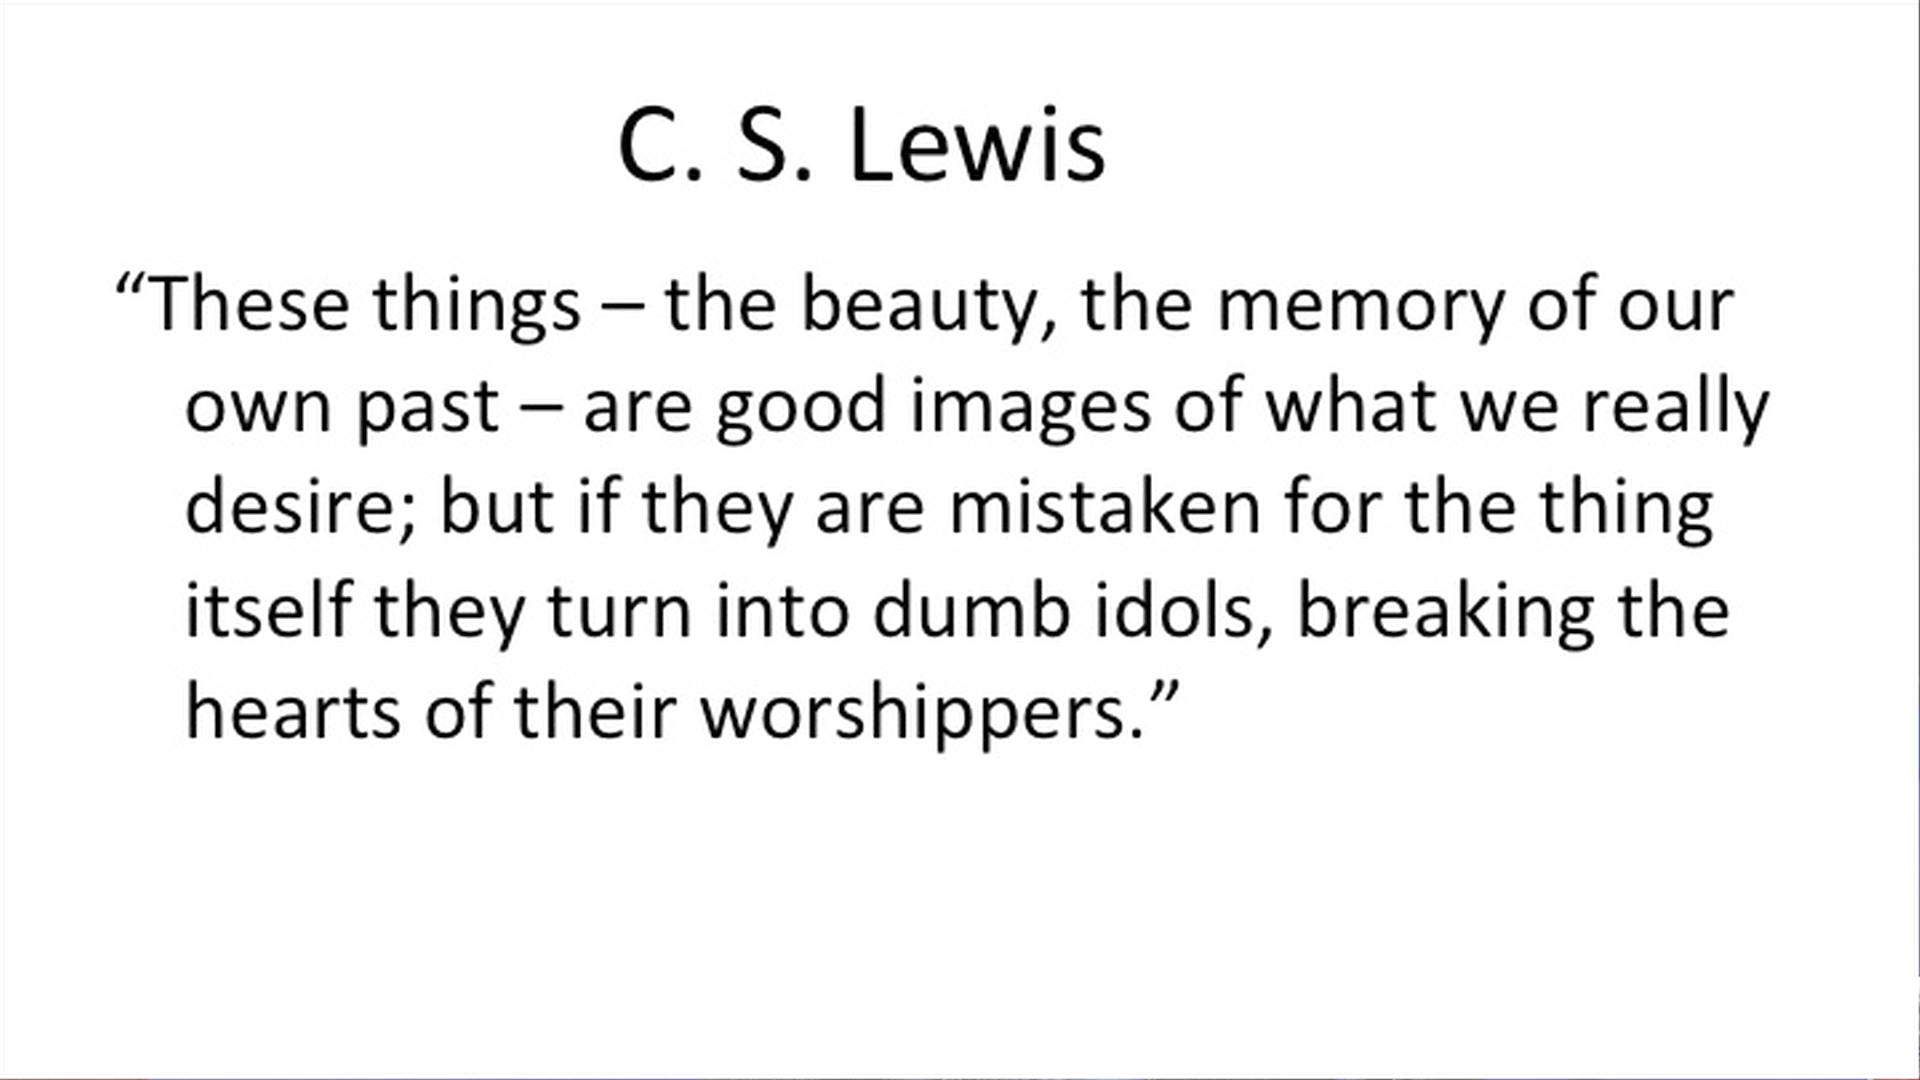 C. S. Lewis
“These things – the beauty, the memory of our
own past – are good images of what we really
desire; but if they are mistaken for the thing
itself they turn into dumb idols, breaking the
hearts of their worshippers.”